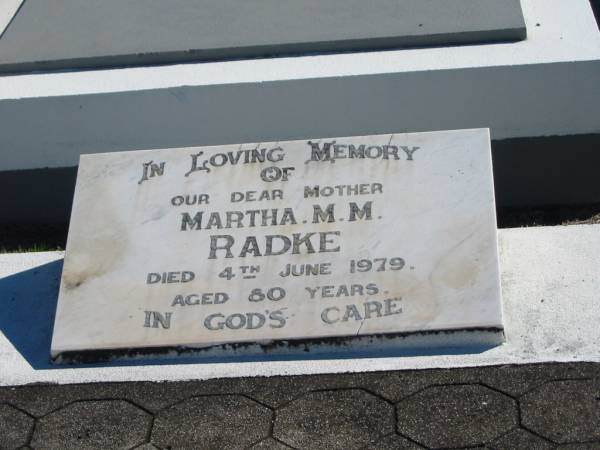 IN LOVING MEMORY
OF
OUR DEAR MOTHER
MARTHA. M. M.
RADKE
DIED 4TH JUNE 1979.
AGED 80 YEARS.
IN GOD'S CARE